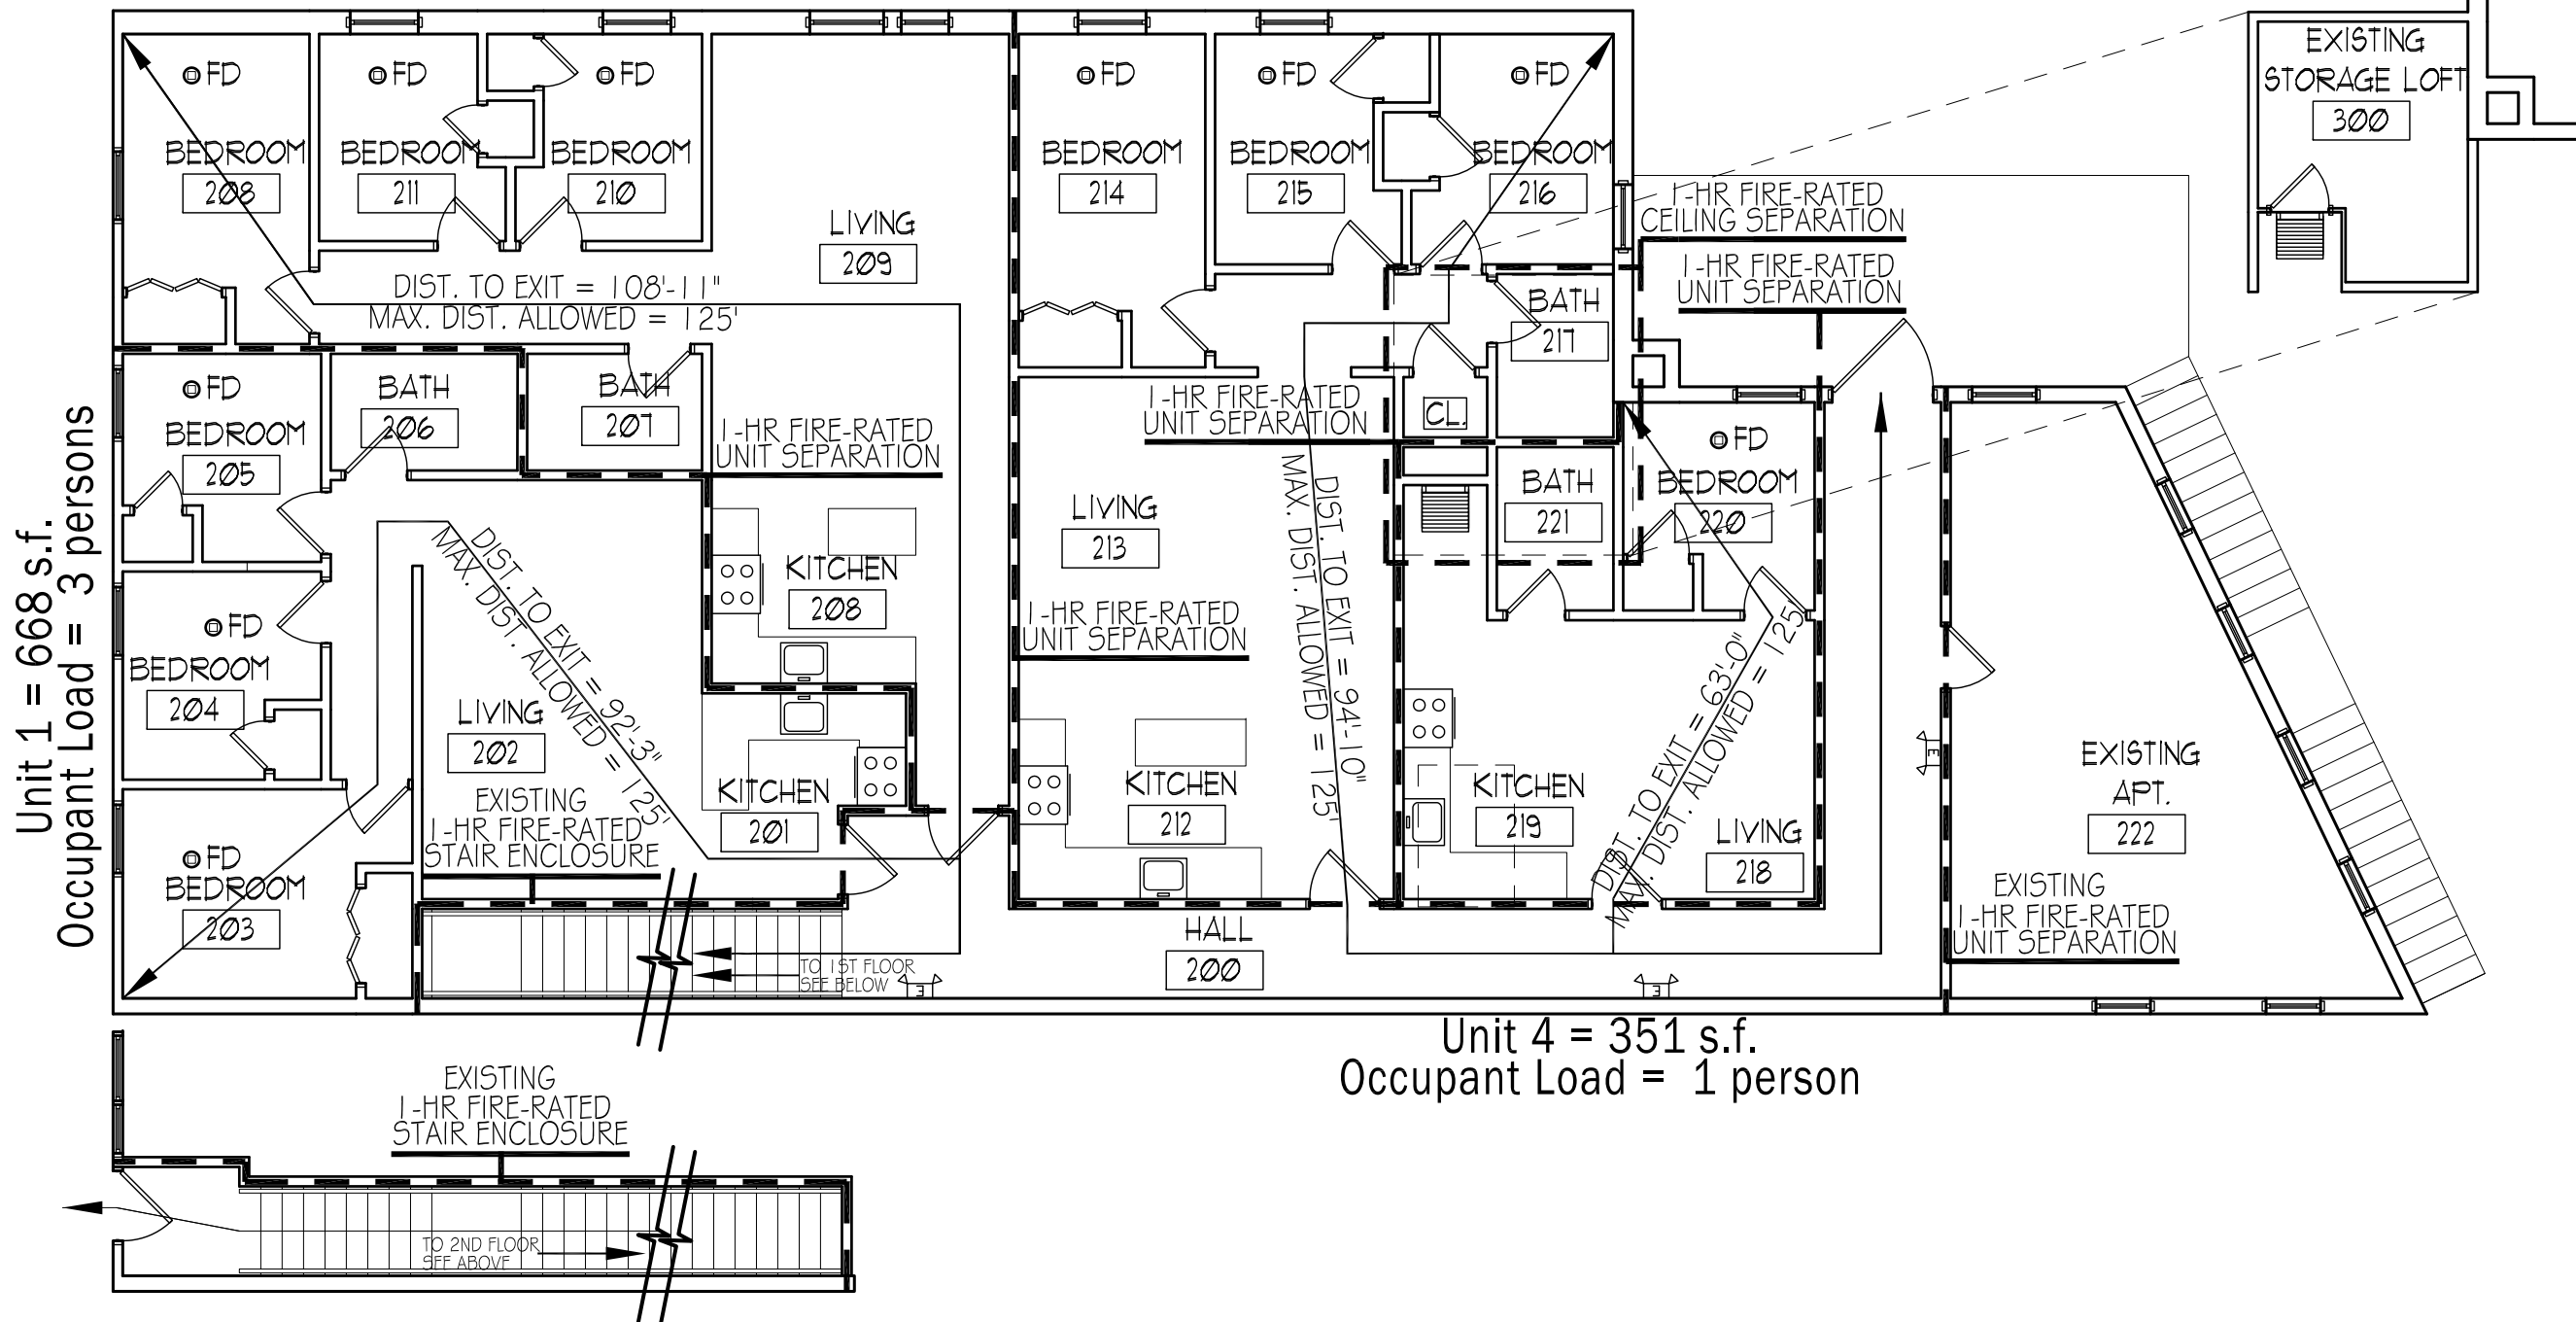 EXISTING
STORAGE LOFT
300
FD
FD
FD
FD
FD
FD
BEDROOM
208
BEDROOM
211
BEDROOM
210
LIVING
209
BEDROOM
214
BEDROOM
215
BEDROOM
216
1-HR FIRE-RATED
CEILING SEPARATION
1-HR FIRE-RATED
UNIT SEPARATION
DIST. TO EXIT = 108'-11"
MAX. DIST. ALLOWED = 125'
BATH
217
FD
BEDROOM
205
BATH
206
BATH
207
1-HR FIRE-RATED
UNIT SEPARATION
1-HR FIRE-RATED
UNIT SEPARATION
CL.
FD
BEDROOM
220
BATH
221
LIVING
213
DIST. TO EXIT = 94'-10"
MAX. DIST. ALLOWED = 125'
DIST. TO EXIT = 92'-3"
MAX. DIST. ALLOWED = 125'
KITCHEN
208
1-HR FIRE-RATED
UNIT SEPARATION
FD
BEDROOM
204
LIVING
202
KITCHEN
201
EXISTING
1-HR FIRE-RATED
STAIR ENCLOSURE
KITCHEN
212
KITCHEN
219
DIST. TO EXIT = 63'-0"
MAX. DIST. ALLOWED = 125'
LIVING
218
E
EXISTING
APT.
222
EXISTING
1-HR FIRE-RATED
UNIT SEPARATION
FD
BEDROOM
203
HALL
200
TO 1ST FLOOR
SEE BELOW
E
E
Unit 1 = 668 s.f.
Occupant Load = 3 persons
Unit 4 = 351 s.f.
Occupant Load = 1 person
EXISTING
1-HR FIRE-RATED
STAIR ENCLOSURE
TO 2ND FLOOR
SEE ABOVE